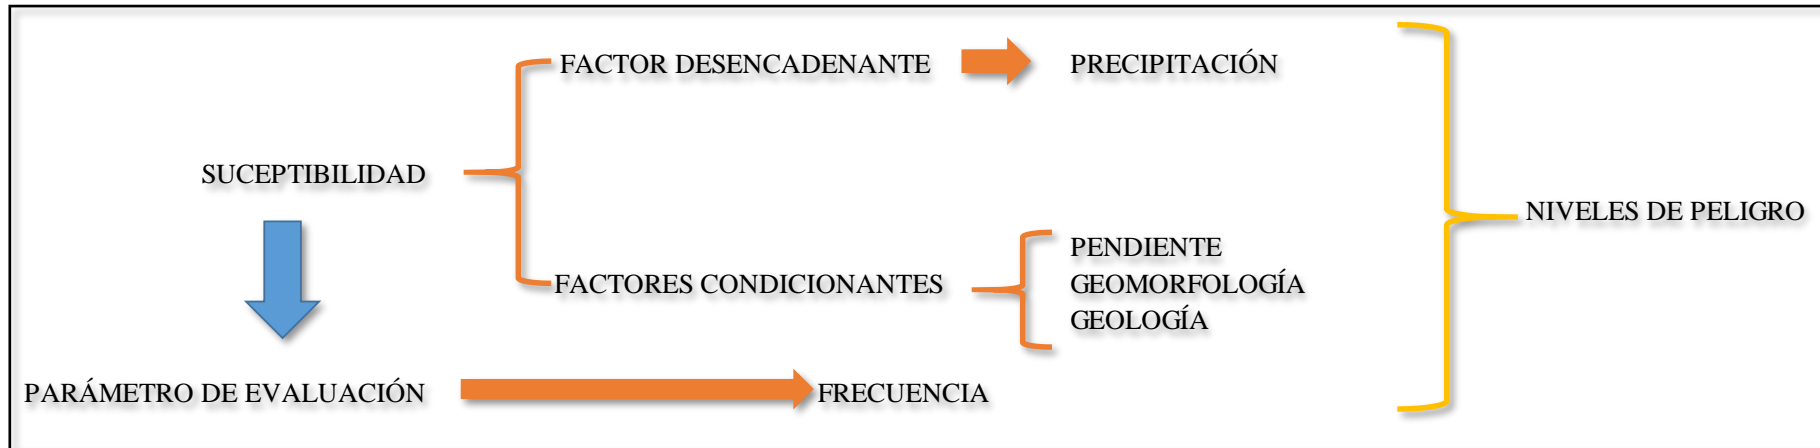 FACTOR DESENCADENANTE
PRECIPITACIÓN
SUCEPTIBILIDAD
NIVELES DE PELIGRO
FACTORES CONDICIONANTES
PENDIENTE
GEOMORFOLOGÍA
GEOLOGÍA
PARÁMETRO DE EVALUACIÓN
FRECUENCIA